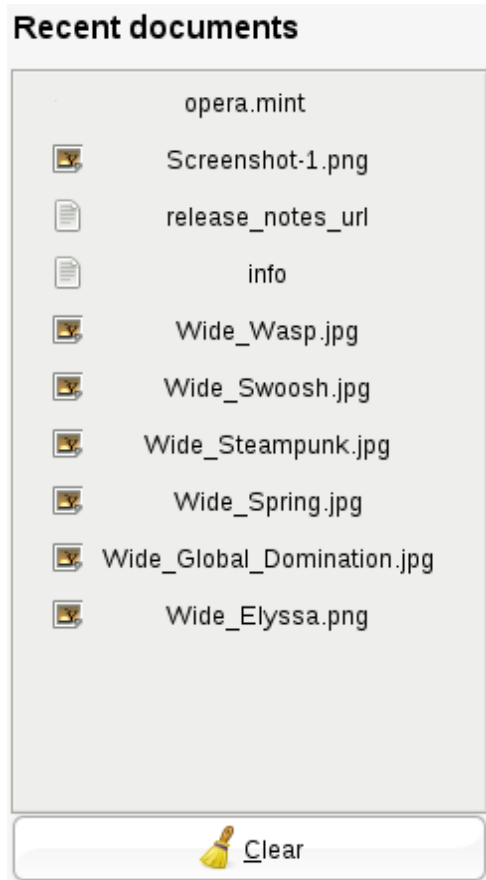 Recent documents
opera.mint
Screenshot-1.png
release_notes_url
info
Wide_Wasp.jpg
Wide_Swoosh.jpg
Wide_Steampunk.jpg
Wide_Spring.jpg
Wide_Global_Domination.jpg
Wide_Elyssa.png
Clear